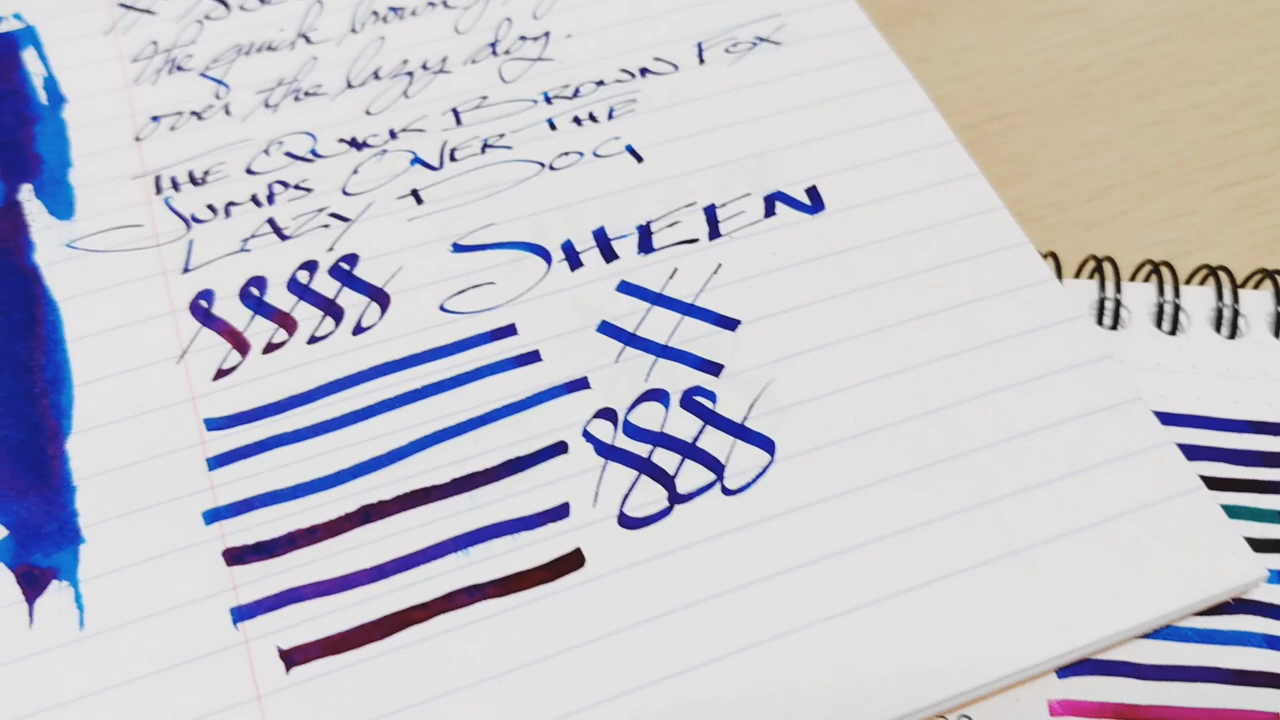 the quick brown
over the lazy dog.
THE QUICK BROWN FOX
JUMPS OVER THE
LAZY DOG
SHEEN